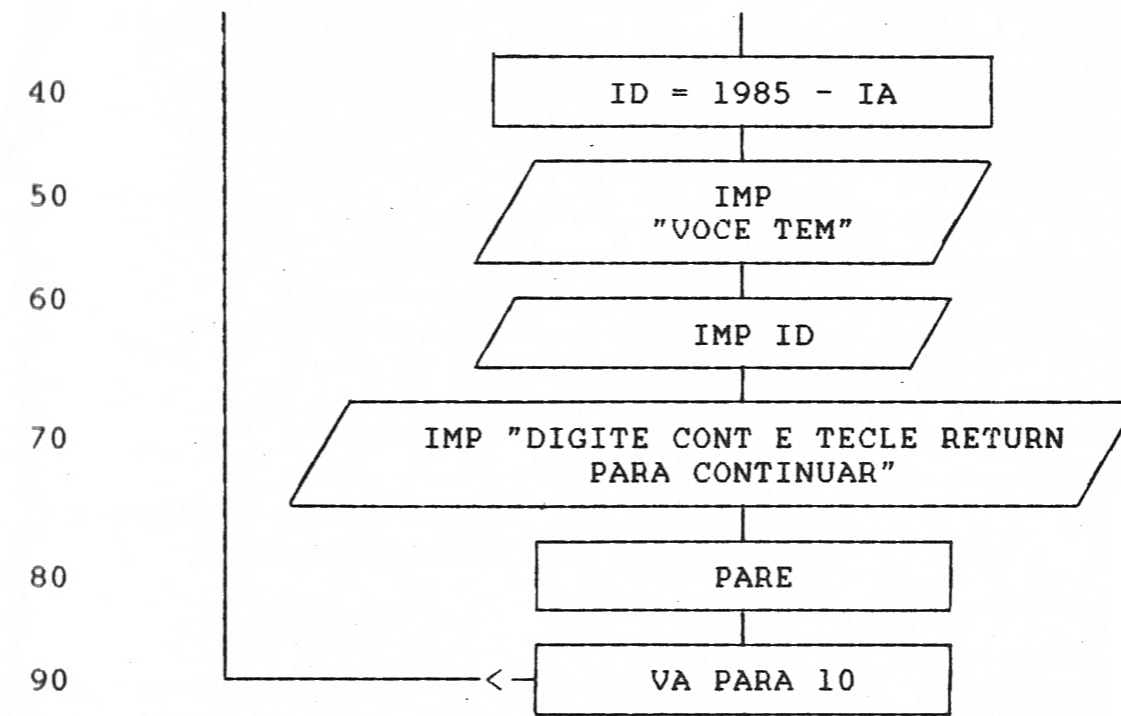 40 ID = 1985 - IA
50 IMP
"VOCE TEM"
60 IMP ID
70 IMP "DIGITE CONT E TECLE RETURN
PARA CONTINUAR"
80 PARE
90 < VA PARA 10